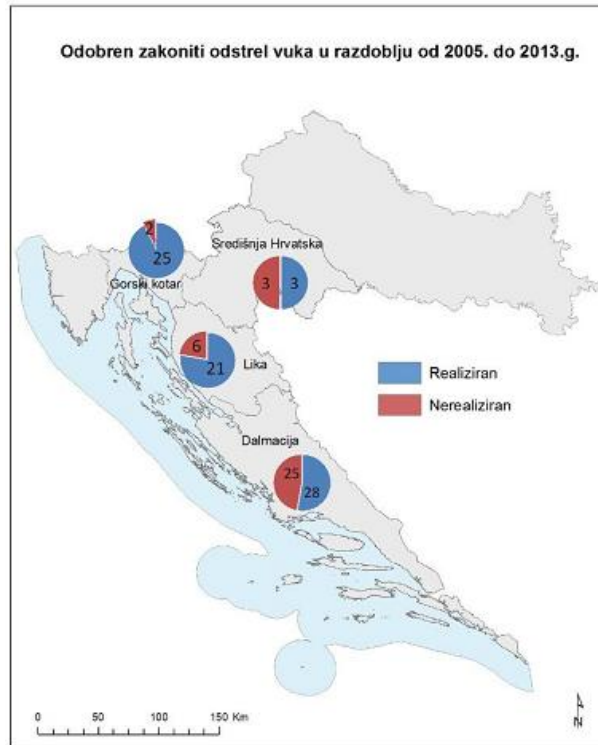 Odobren zakoniti odstrel vuka u razdoblju od 2005. do 2013.g.
2
25
Gorski kotar
Središnja Hrvatska
3 3
6
21
Lika
Realiziran
Nerealiziran
Dalmacija
25
28
0 50 100 150 Km
N